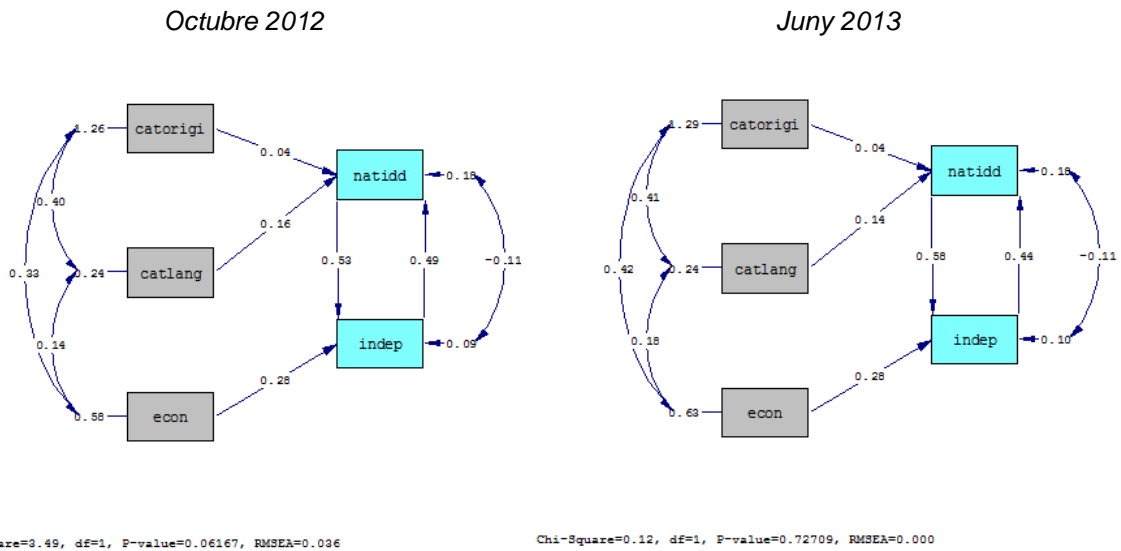 Octubre 2012
Juny 2013
1.26
catorigi
0.04
natidd
0.18
0.40
0.16
0.33
0.24
catlang
0.53
0.49
-0.11
0.14
indep
0.09
0.28
0.58
econ
1.29
catorigi
0.04
natidd
0.18
0.41
0.14
0.42
0.24
catlang
0.58
0.44
-0.11
0.18
indep
0.10
0.28
0.63
econ
are=3.49, df=1, P-value=0.06167, RMSEA=0.036
Chi-Square=0.12, df=1, P-value=0.72709, RMSEA=0.000